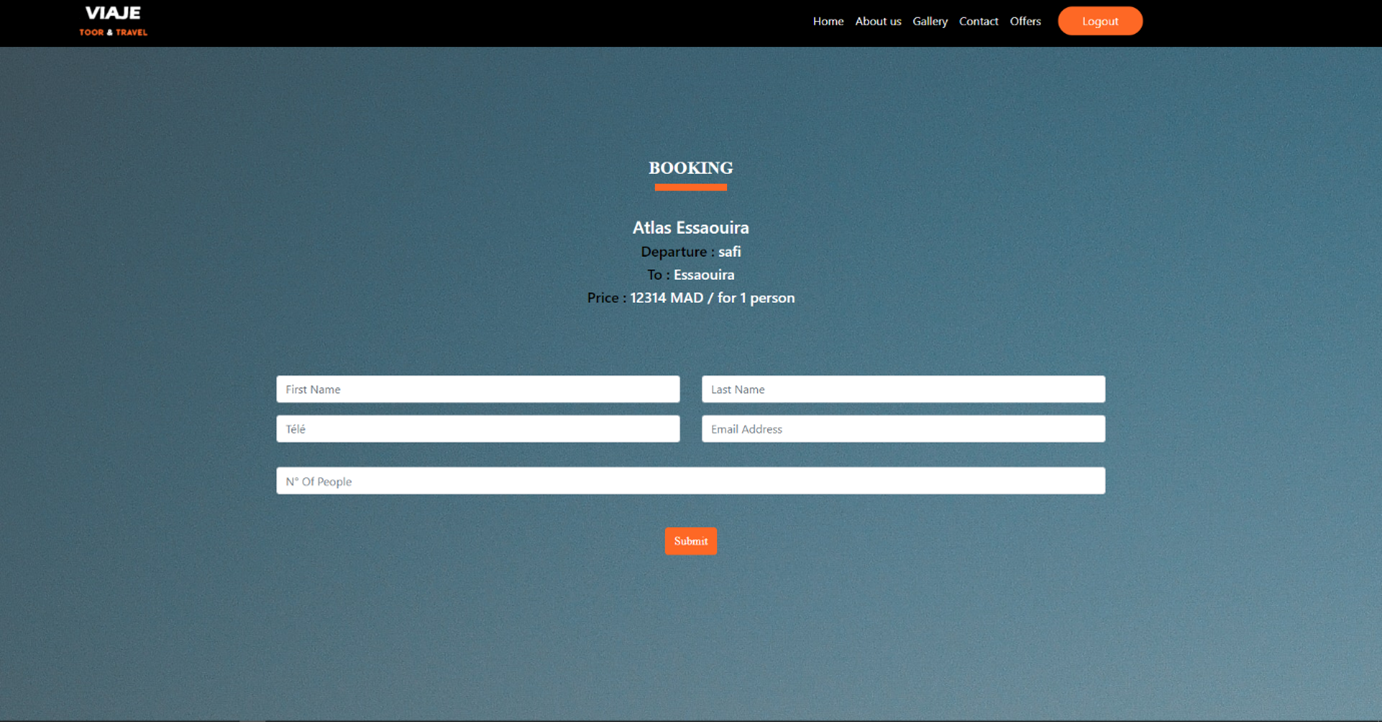 VIAJE
TOOR & TRAVEL
Home About us Gallery Contact Offers Logout
BOOKING
Atlas Essaouira
Departure : safi
To : Essaouira
Price : 12314 MAD / for 1 person
First Name Last Name
Télé Email Address
N° Of People
Submit